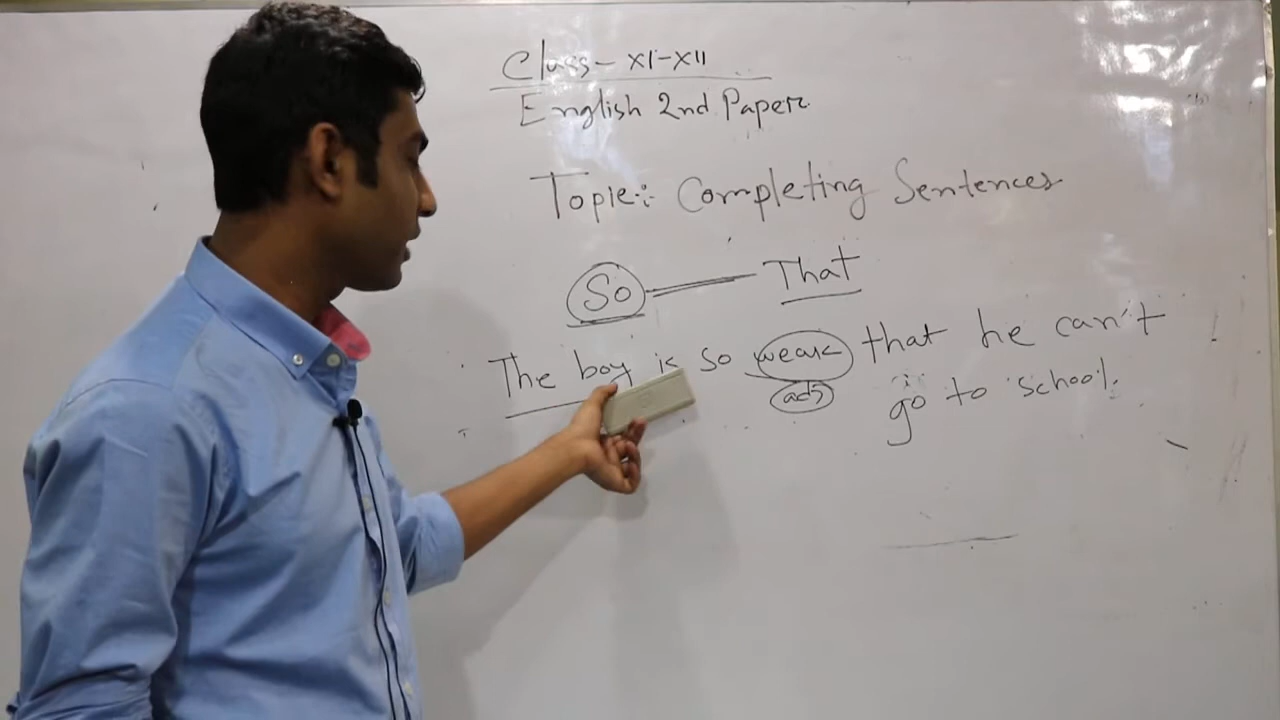 Class - XI-XII
English 2nd Paper
Topic: Completing Sentences
So — That
The boy is so weak that he can't
adj go to school.